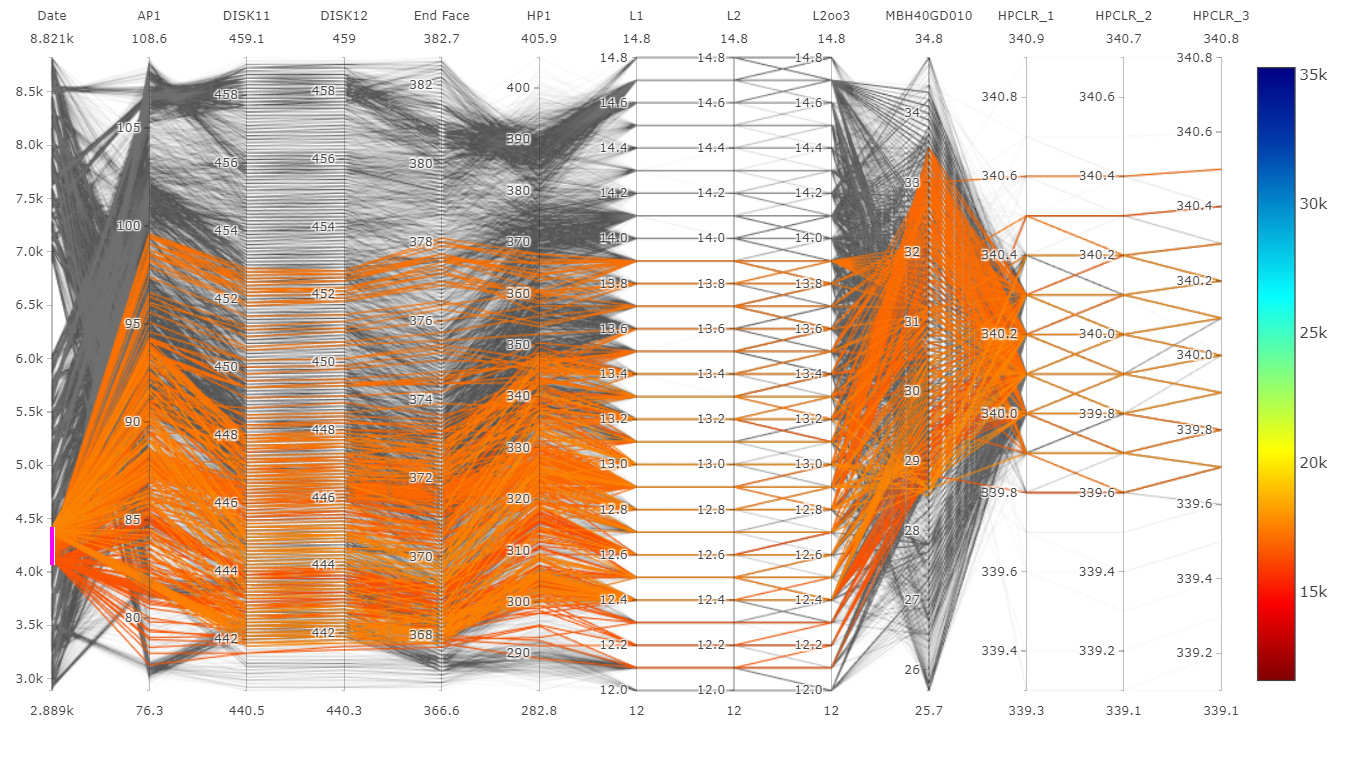 Date AP1 DISK11 DISK12 End Face HP1 L1 L2 L2oo3 MBH40GD010 HPCLR_1 HPCLR_2 HPCLR_3
8.821k 108.6 459.1 459 382.7 405.9 14.8 14.8 14.8 34.8 340.9 340.7 340.8
14.8 14.8 14.8 340.8
35k
8.5k 458 458 382 400 14.6 14.6 14.6 34 340.8 340.6
8.0k 105 456 456 380 390 14.4 14.4 14.4 340.6
7.5k 380 14.2 14.2 14.2 33 340.6 340.4 340.4
30k
7.0k 100 454 454 378 370 14.0 14.0 14.0 32 340.4 340.2
6.5k 452 452 360 13.8 13.8 13.8 340.2
6.0k 95 450 450 376 350 13.6 13.6 13.6 31 340.2 340.0 340.0
25k
5.5k 374 340 13.4 13.4 13.4 30
5.0k 90 448 448 372 330 13.2 13.2 13.2 340.0 339.8 339.8
13.0 13.0 13.0 29
20k
4.5k 85 446 446 320 12.8 12.8 12.8 28 339.8 339.6 339.6
4.0k 444 444 370 310 12.6 12.6 12.6 339.6 339.4 339.4
15k
3.5k 80 442 442 368 300 12.4 12.4 12.4 27
3.0k 290 12.2 12.2 12.2 26 339.4 339.2 339.2
12.0 12.0 12.0
2.889k 76.3 440.5 440.3 366.6 282.8 12 12 12 25.7 339.3 339.1 339.1